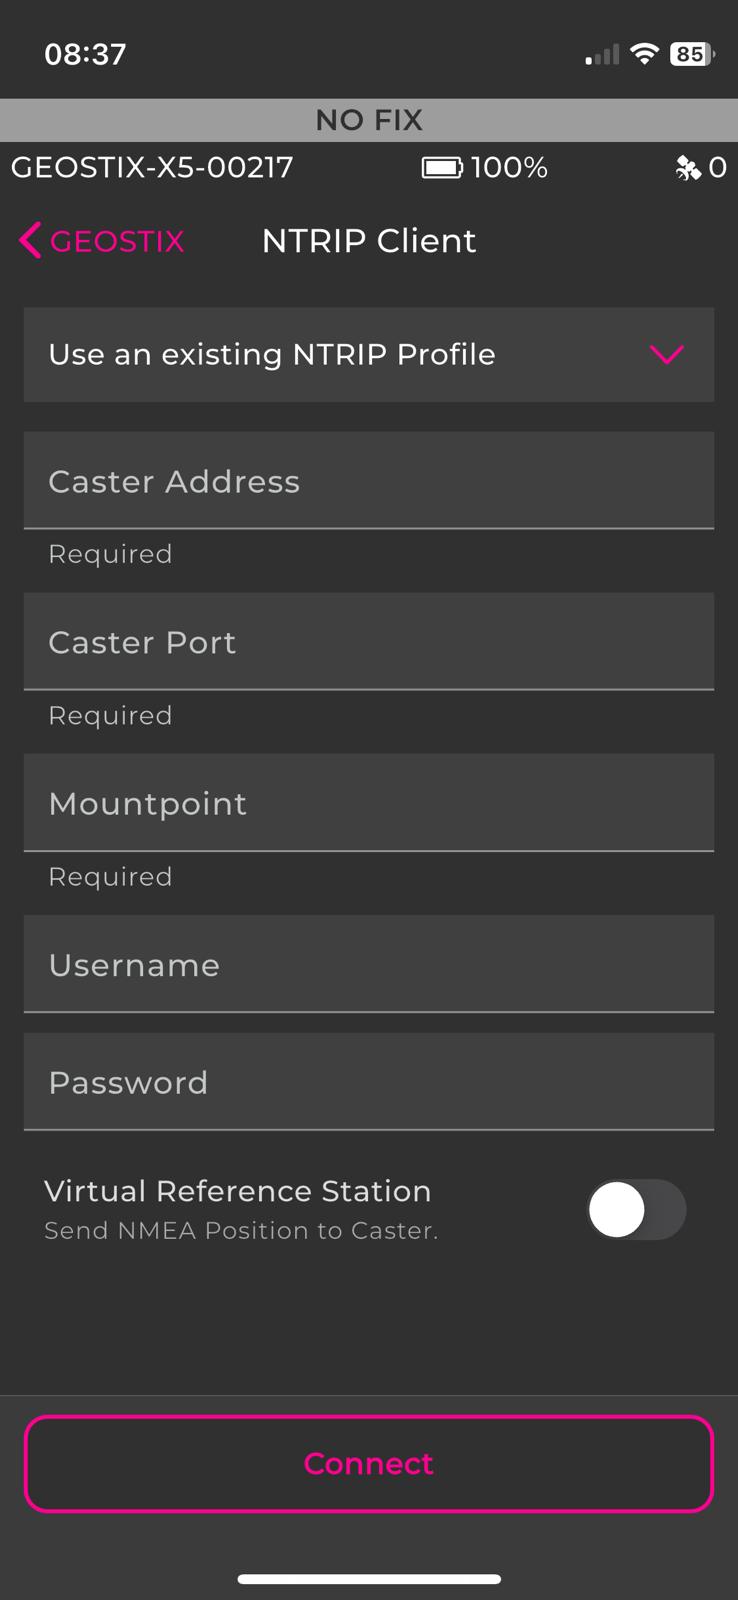 08:37
85
NO FIX
GEOSTIX-X5-00217 100% 0
GEOSTIX NTRIP Client
Use an existing NTRIP Profile
Caster Address
Required
Caster Port
Required
Mountpoint
Required
Username
Password
Virtual Reference Station
Send NMEA Position to Caster.
Connect